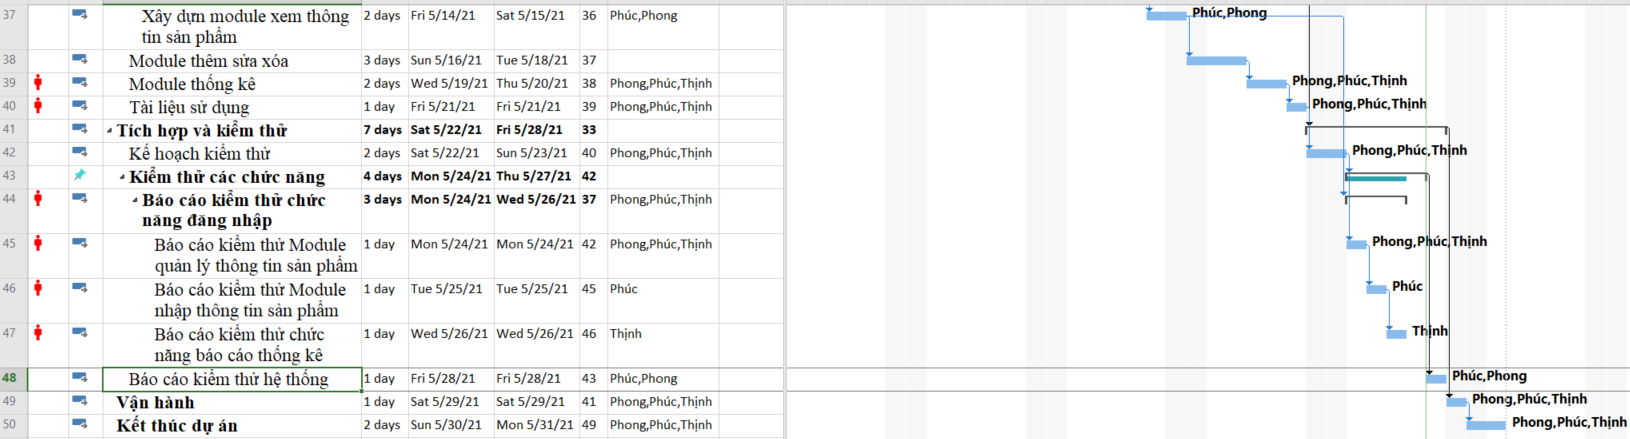 37 Xây dựn module xem thông 2 days Fri 5/14/21 Sat 5/15/21 36 Phúc,Phong Phúc,Phong
tin sản phẩm
38 Module thêm sửa xóa 3 days Sun 5/16/21 Tue 5/18/21 37
39 Module thống kê 2 days Wed 5/19/21 Thu 5/20/21 38 Phong,Phúc,Thịnh Phong,Phúc,Thịnh
40 Tài liệu sử dụng 1 day Fri 5/21/21 Fri 5/21/21 39 Phong,Phúc,Thịnh Phong,Phúc,Thịnh
41 Tích hợp và kiểm thử 7 days Sat 5/22/21 Fri 5/28/21 33
42 Kế hoạch kiểm thử 2 days Sat 5/22/21 Sun 5/23/21 40 Phong,Phúc,Thịnh Phong,Phúc,Thịnh
43 Kiểm thử các chức năng 4 days Mon 5/24/21 Thu 5/27/21 42
44 Báo cáo kiểm thử chức 3 days Mon 5/24/21 Wed 5/26/21 37 Phong,Phúc,Thịnh
năng đăng nhập
45 Báo cáo kiểm thử Module 1 day Mon 5/24/21 Mon 5/24/21 42 Phong,Phúc,Thịnh Phong,Phúc,Thịnh
quản lý thông tin sản phẩm
46 Báo cáo kiểm thử Module 1 day Tue 5/25/21 Tue 5/25/21 45 Phúc Phúc
nhập thông tin sản phẩm
47 Báo cáo kiểm thử chức 1 day Wed 5/26/21 Wed 5/26/21 46 Thịnh Thịnh
năng báo cáo thống kê
48 Báo cáo kiểm thử hệ thống 1 day Fri 5/28/21 Fri 5/28/21 43 Phúc,Phong Phúc,Phong
49 Vận hành 1 day Sat 5/29/21 Sat 5/29/21 41 Phong,Phúc,Thịnh Phong,Phúc,Thịnh
50 Kết thúc dự án 2 days Sun 5/30/21 Mon 5/31/21 49 Phong,Phúc,Thịnh Phong,Phúc,Thịnh